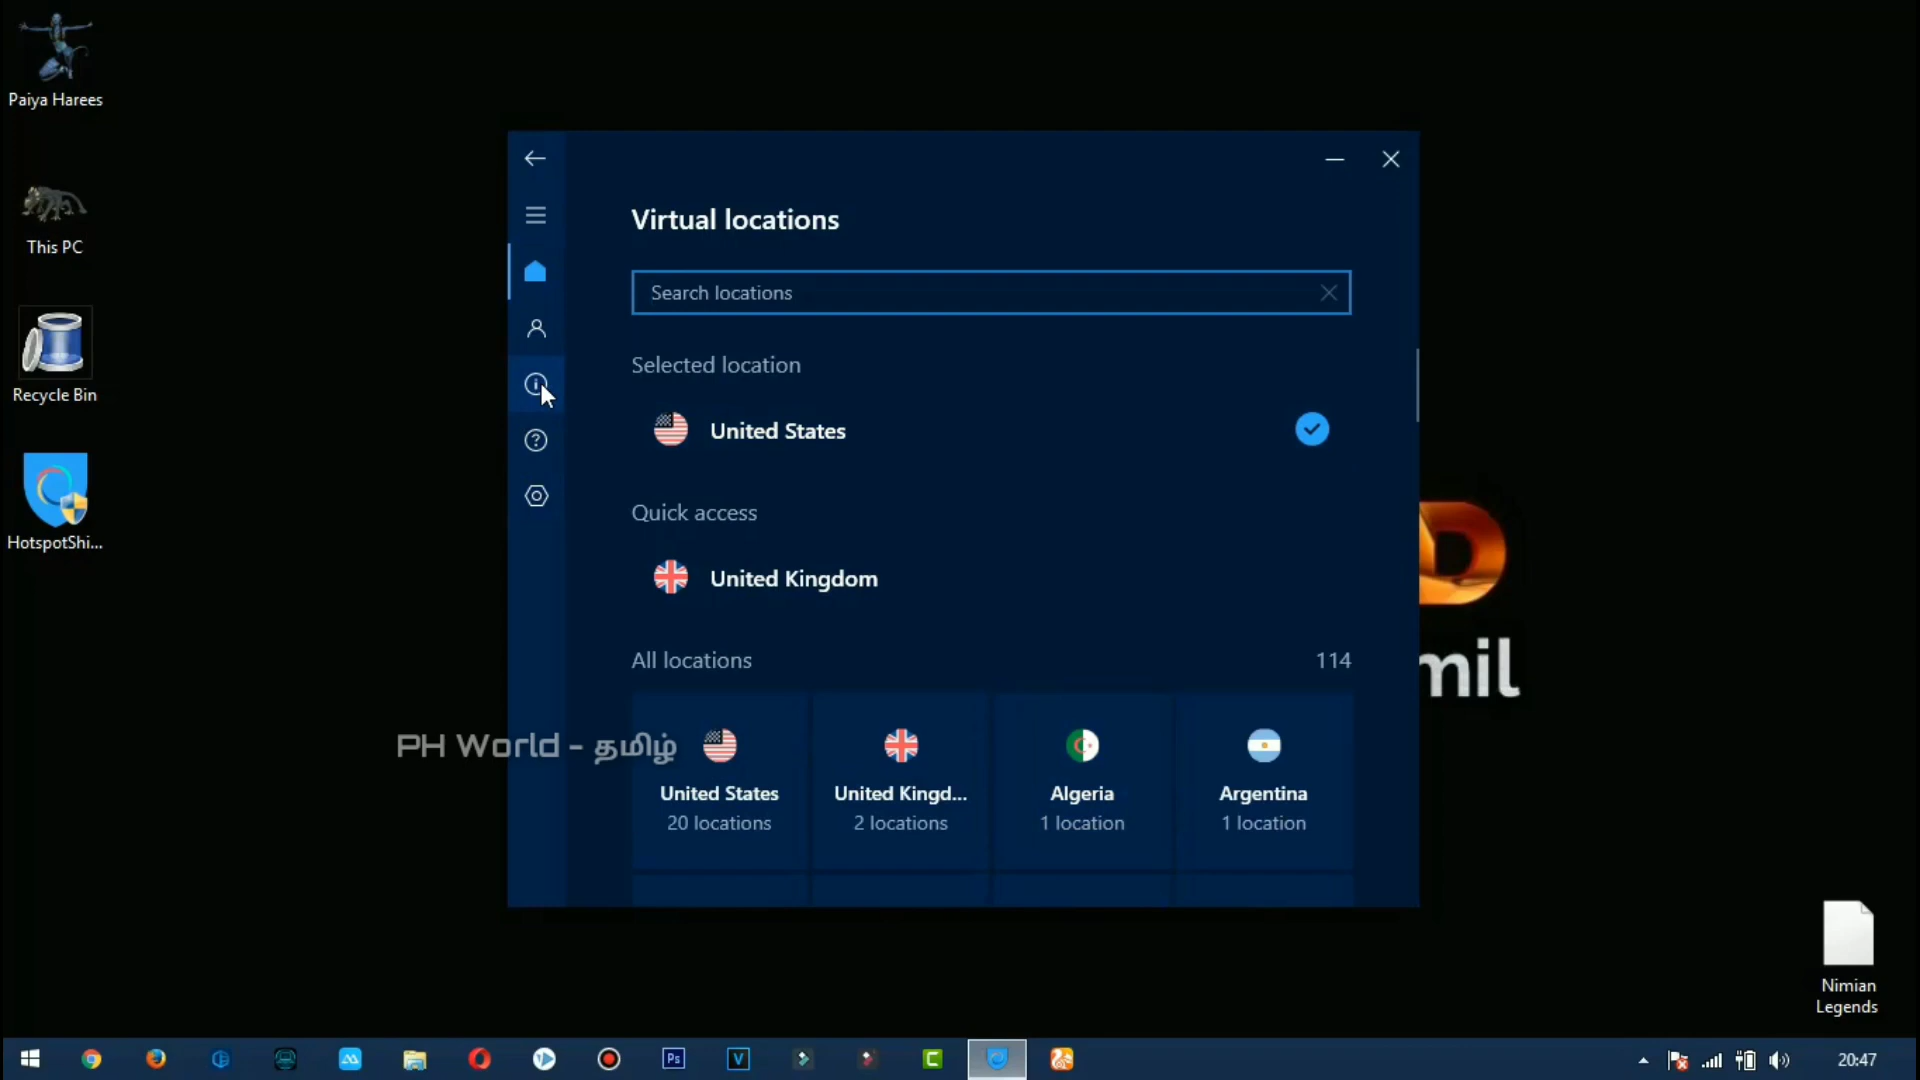 Paiya Harees
This PC
Recycle Bin
HotspotShi...
Virtual locations
Search locations
Selected location
United States
Quick access
United Kingdom
All locations
114
PH World - தமிழ்
United States
20 locations
United Kingd...
2 locations
Algeria
1 location
Argentina
1 location
D
mil
Nimian
Legends
Ps
V
C
20:47